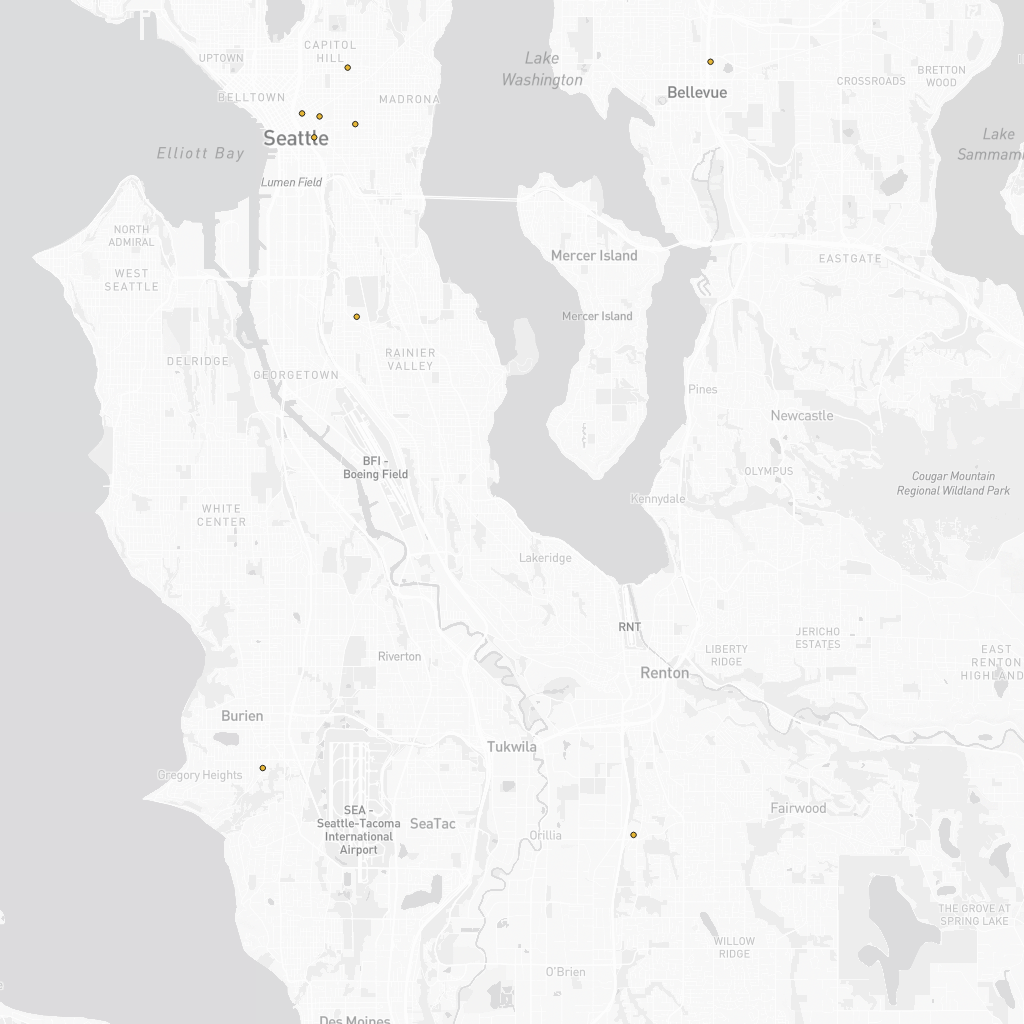 CAPITOL
HILL
UPTOWN
Lake
Washington
BRETTON
WOOD
CROSSROADS
Bellevue
BELLTOWN
MADRONA
Seattle
Elliott Bay
Lake
Sammam
Lumen Field
NORTH
ADMIRAL
Mercer Island
EASTGATE
WEST
SEATTLE
Mercer Island
DELRIDGE
RAINIER
VALLEY
GEORGETOWN
Pines
Newcastle
BFI -
Boeing Field
OLYMPUS
Cougar Mountain
Regional Wildland Park
Kennydale
WHITE
CENTER
Lakeridge
RNT
JERICHO
ESTATES
Riverton
LIBERTY
RIDGE
EAST
RENTON
HIGHLAND
Renton
Burien
Tukwila
Gregory Heights
SEA -
Seattle-Tacoma
International
Airport
SeaTac
Fairwood
Orillia
THE GROVE AT
SPRING LAKE
WILLOW
RIDGE
O'Brien
Des Moines